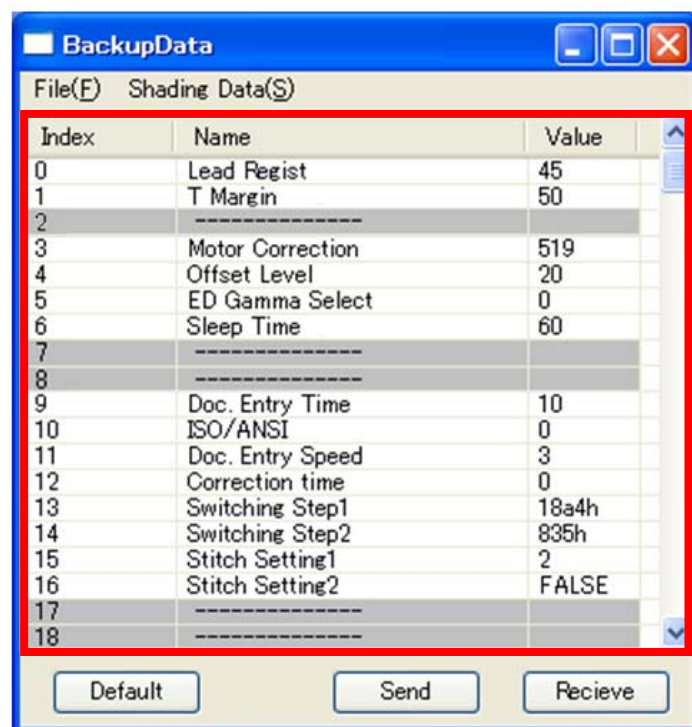 BackupData
File(F) Shading Data(S)
Index Name Value
0 Lead Regist 45
1 T Margin 50
2 --------------
3 Motor Correction 519
4 Offset Level 20
5 ED Gamma Select 0
6 Sleep Time 60
7 --------------
8 --------------
9 Doc. Entry Time 10
10 ISO/ANSI 0
11 Doc. Entry Speed 3
12 Correction time 0
13 Switching Step1 18a4h
14 Switching Step2 835h
15 Stitch Setting1 2
16 Stitch Setting2 FALSE
17 --------------
18 --------------
Default Send Recieve